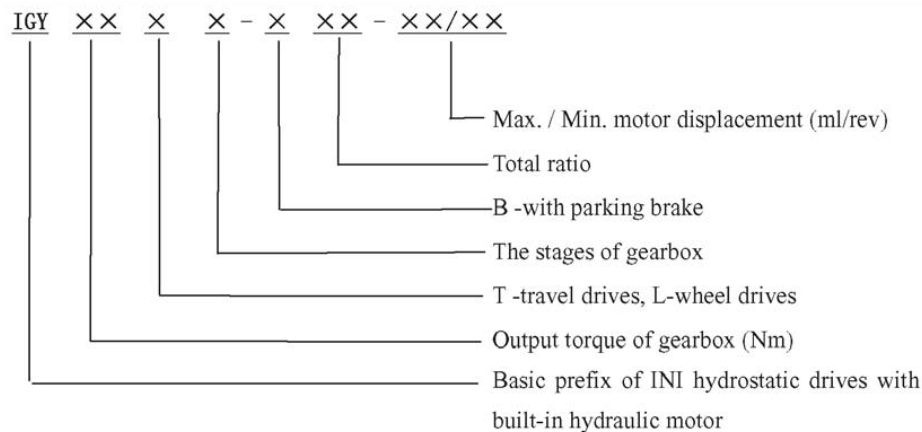 IGY ×× × × - × ×× - ××/××
Max. / Min. motor displacement (ml/rev)
Total ratio
B -with parking brake
The stages of gearbox
T -travel drives, L-wheel drives
Output torque of gearbox (Nm)
Basic prefix of INI hydrostatic drives with
built-in hydraulic motor